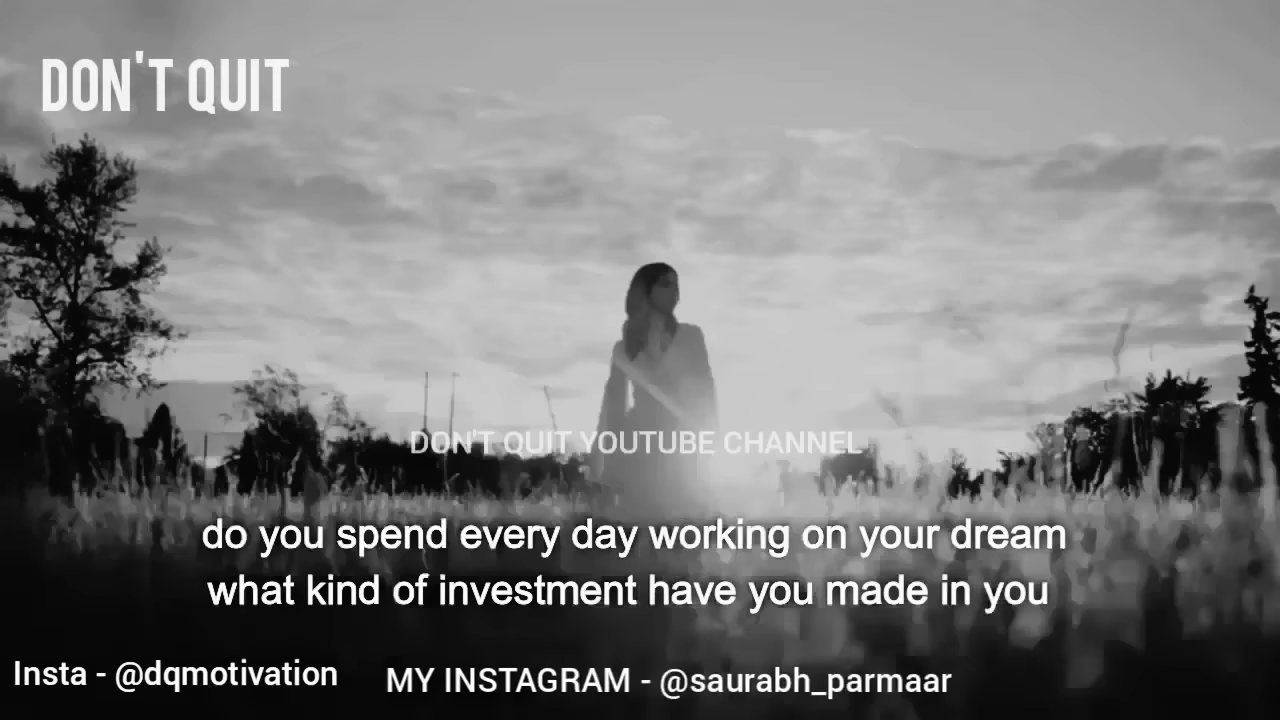 DON'T QUIT
DON'T QUIT YOUTUBE CHANNEL
do you spend every day working on your dream
what kind of investment have you made in you
Insta - @dqmotivation
MY INSTAGRAM - @saurabh_parmaar